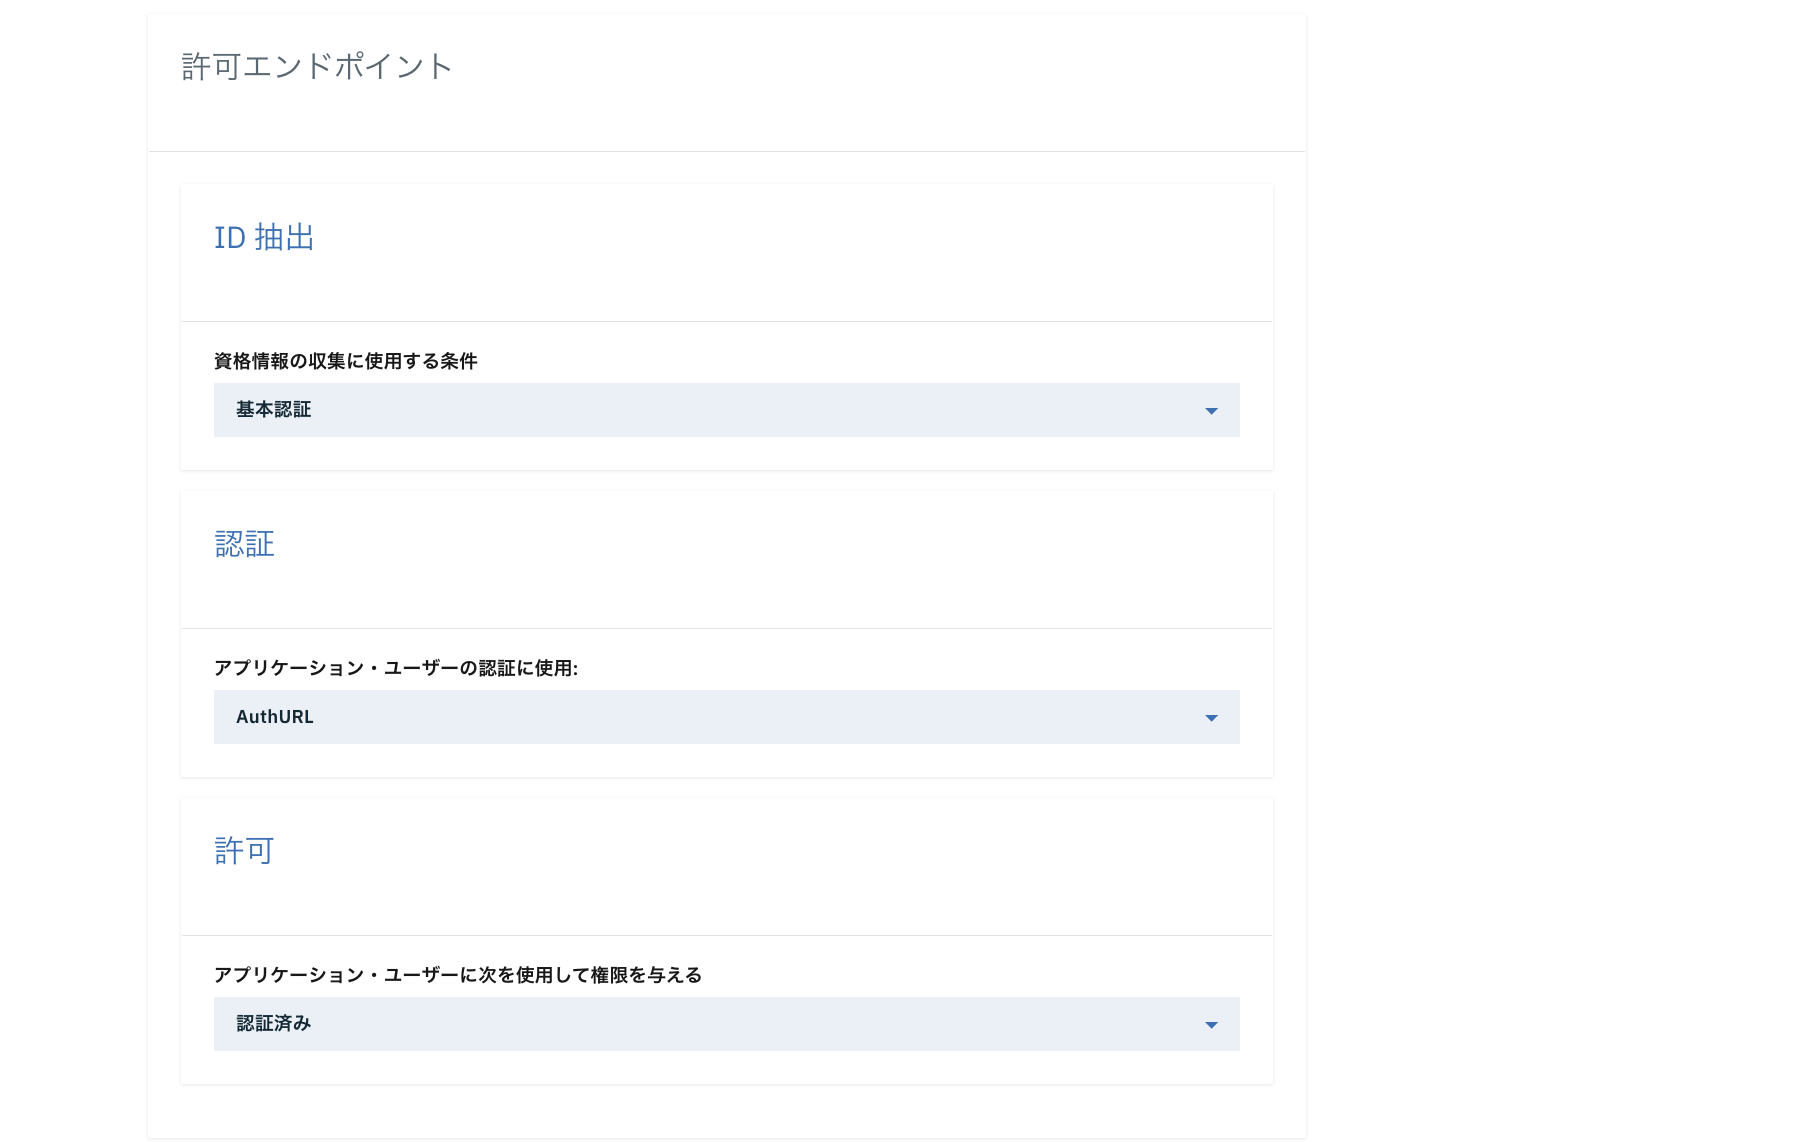 許可エンドポイント
ID 抽出
資格情報の収集に使用する条件
基本認証
認証
アプリケーション・ユーザーの認証に使用:
AuthURL
許可
アプリケーション・ユーザーに次を使用して権限を与える
認証済み